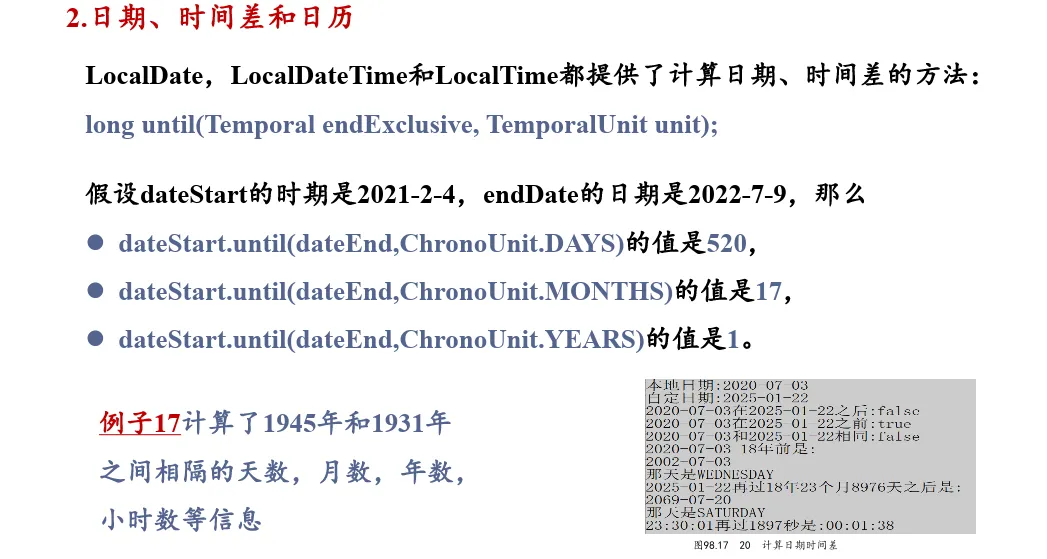 2.日期、时间差和日历
LocalDate，LocalDateTime和LocalTime都提供了计算日期、时间差的方法：
long until(Temporal endExclusive, TemporalUnit unit);
假设dateStart的时期是2021-2-4，endDate的日期是2022-7-9，那么
● dateStart.until(dateEnd,ChronoUnit.DAYS)的值是520，
● dateStart.until(dateEnd,ChronoUnit.MONTHS)的值是17，
● dateStart.until(dateEnd,ChronoUnit.YEARS)的值是1。
例子17计算了1945年和1931年
之间相隔的天数，月数，年数，
小时数等信息
本地日期:2020-07-03
自定日期:2025-01-22
2020-07-03在2025-01-22之后:false
2020-07-03在2025-01-22之前:true
2020-07-03和2025-01-22相同:false
2020-07-03 18年前是:
2002-07-03
那天是WEDNESDAY
2025-01-22再过18年23个月8976天之后是:
2069-07-20
那天是SATURDAY
23:30:01再过1897秒是:00:01:38
图98.17 20 计算日期时间差